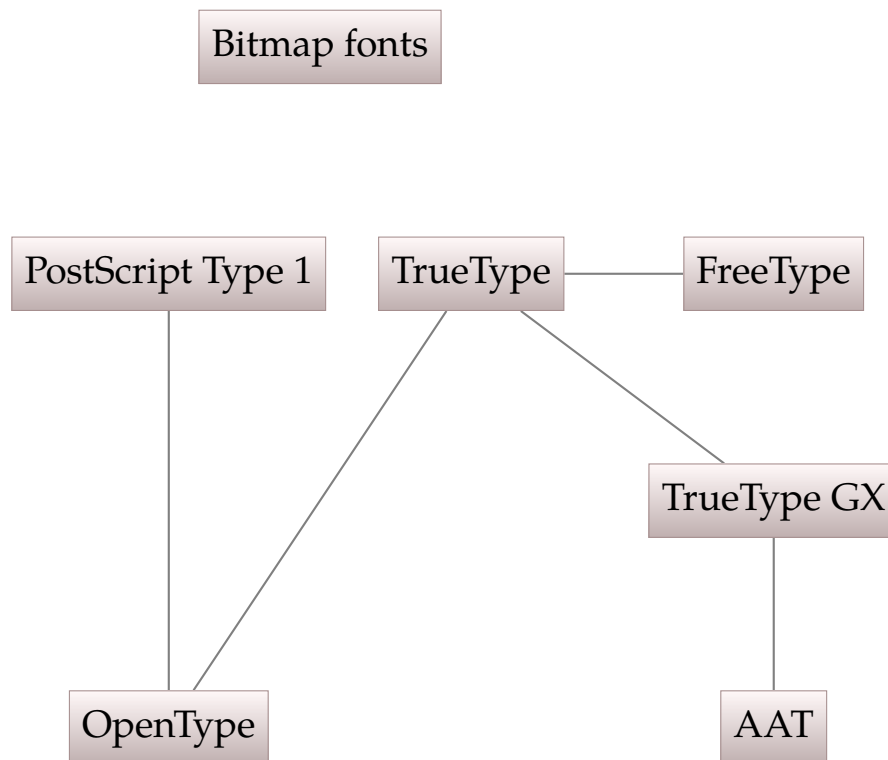 Bitmap fonts
PostScript Type 1
TrueType
FreeType
TrueType GX
OpenType
AAT